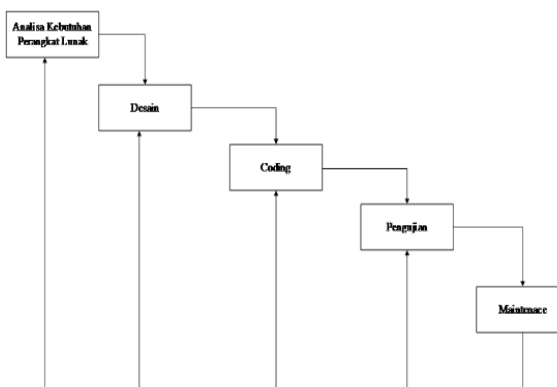 Analisa Kebutuhan
Perangkat Lunak
Desain
Coding
Pengujian
Maintenace